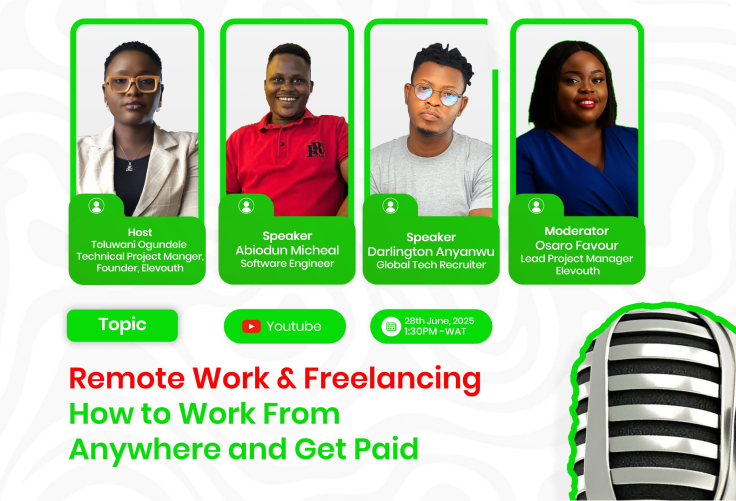 Host
Toluwani Ogundele
Technical Project Manger,
Founder, Elevouth
Speaker
Abiodun Micheal
Software Engineer
Speaker
Darlington Anyanwu
Global Tech Recruiter
Moderator
Osaro Favour
Lead Project Manager
Elevouth
Topic
Youtube
28th June, 2025
1:30PM - WAT
Remote Work & Freelancing
How to Work From
Anywhere and Get Paid